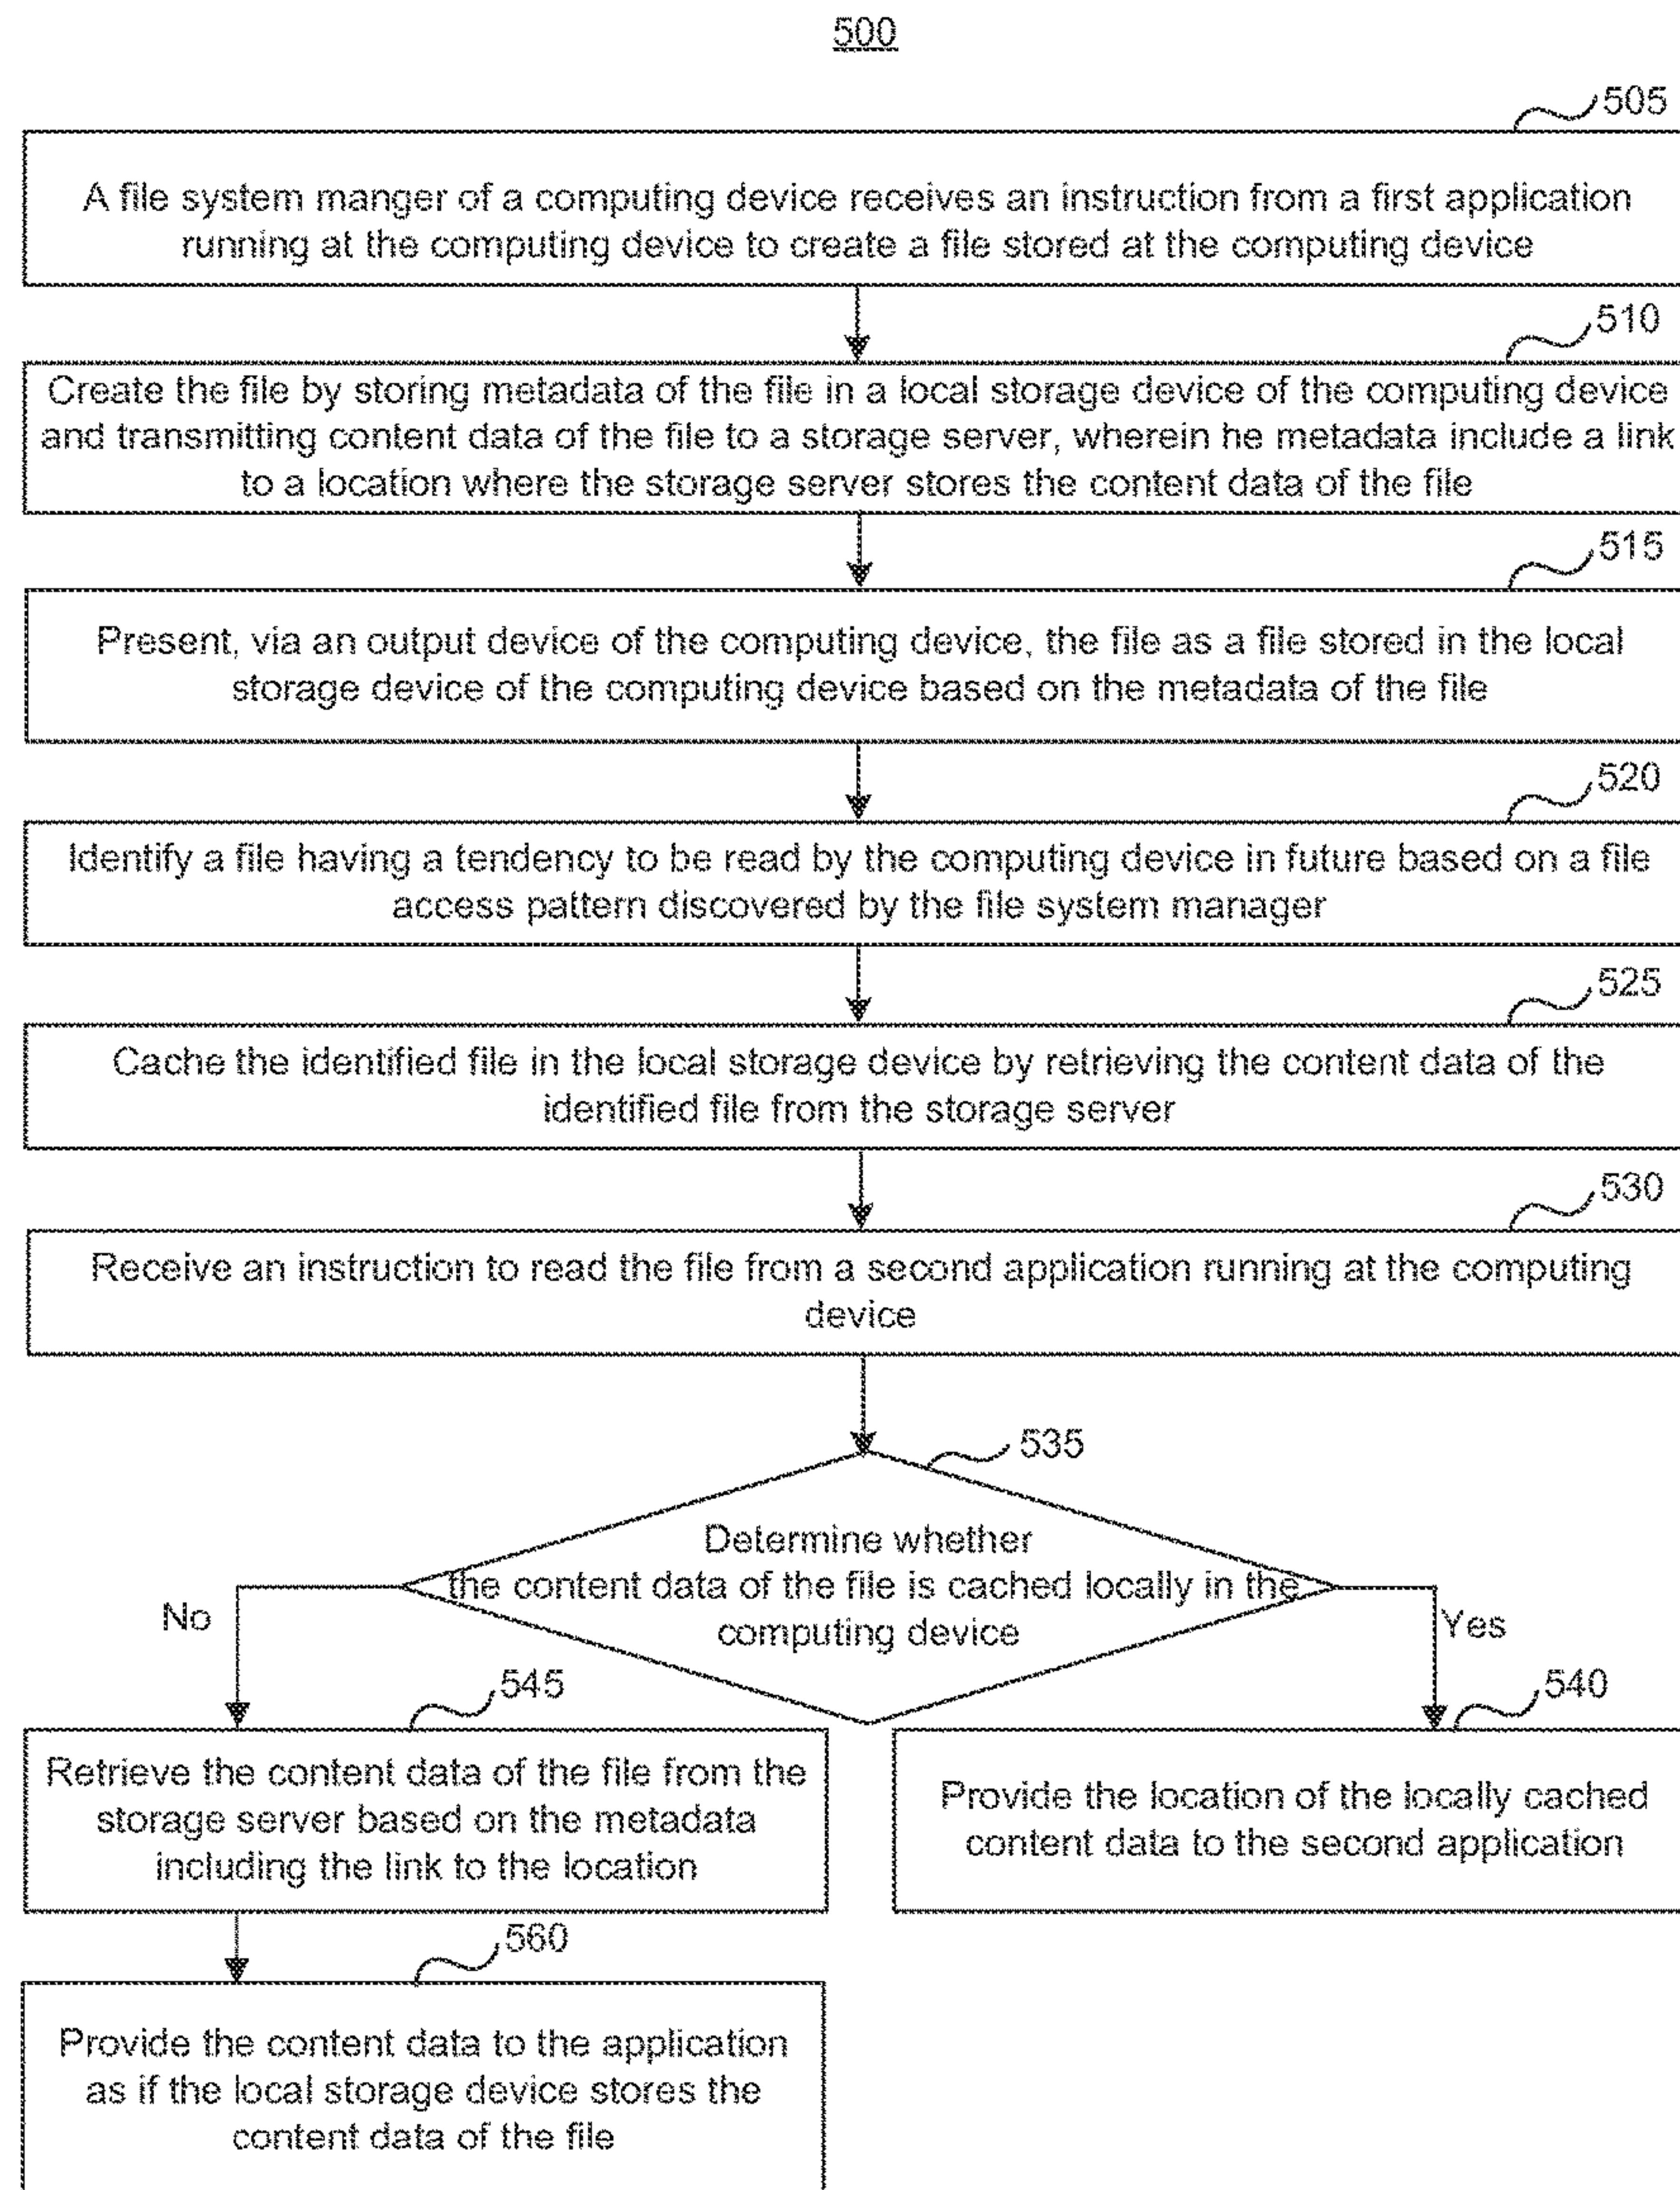 500
505
A file system manger of a computing device receives an instruction from a first application
running at the computing device to create a file stored at the computing device
510
Create the file by storing metadata of the file in a local storage device of the computing device
and transmitting content data of the file to a storage server, wherein he metadata include a link
to a location where the storage server stores the content data of the file
515
Present, via an output device of the computing device, the file as a file stored in the local
storage device of the computing device based on the metadata of the file
520
Identify a file having a tendency to be read by the computing device in future based on a file
access pattern discovered by the file system manager
525
Cache the identified file in the local storage device by retrieving the content data of the
identified file from the storage server
530
Receive an instruction to read the file from a second application running at the computing
device
535
Determine whether
the content data of the file is cached locally in the
computing device
No
Yes
545
Retrieve the content data of the file from the
storage server based on the metadata
including the link to the location
540
Provide the location of the locally cached
content data to the second application
560
Provide the content data to the application
as if the local storage device stores the
content data of the file